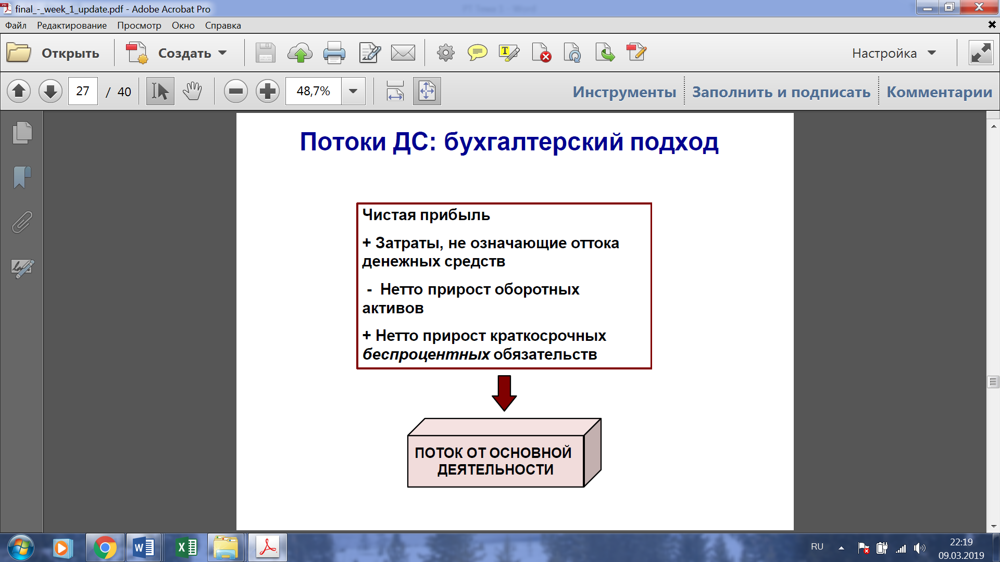 final_-_week_1_update.pdf - Adobe Acrobat Pro
Файл Редактирование Просмотр Окно Справка
Открыть Создать Настройка
27 / 40 48,7% Инструменты Заполнить и подписать Комментарии
Потоки ДС: бухгалтерский подход
Чистая прибыль
+ Затраты, не означающие оттока
денежных средств
- Нетто прирост оборотных
активов
+ Нетто прирост краткосрочных
беспроцентных обязательств
ПОТОК ОТ ОСНОВНОЙ
ДЕЯТЕЛЬНОСТИ
RU
22:19
09.03.2019